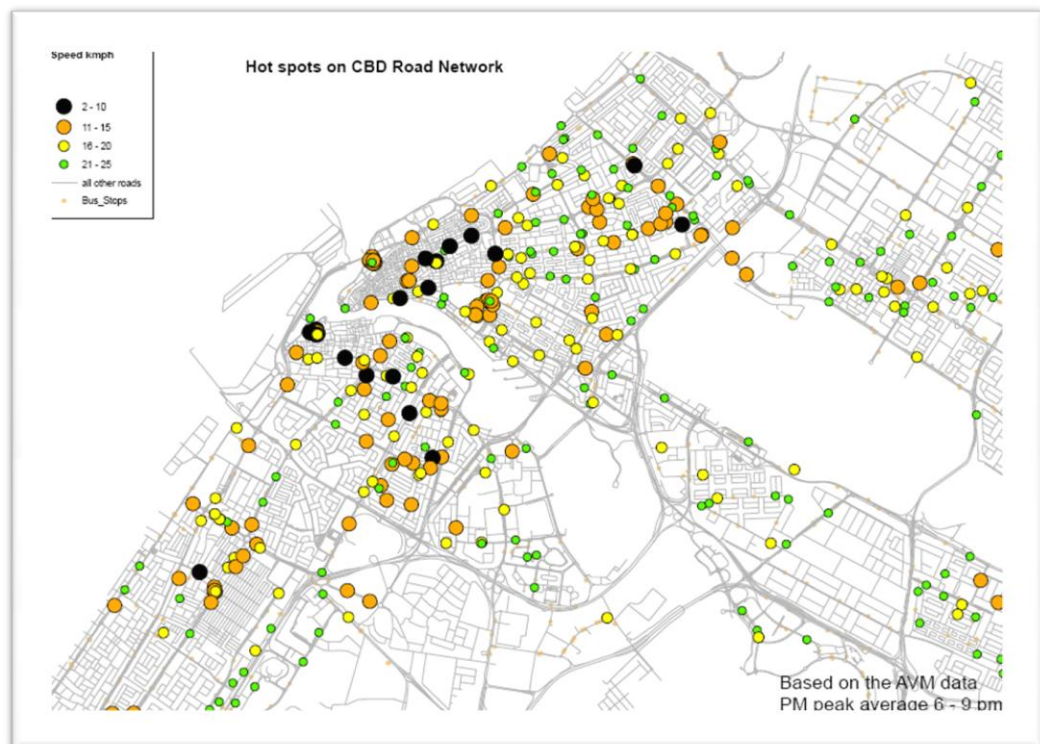 Speed kmph
Hot spots on CBD Road Network
2 - 10
11 - 15
16 - 20
21 - 25
all other roads
Bus_Stops
Based on the AVM data
PM peak average 6 - 9 pm